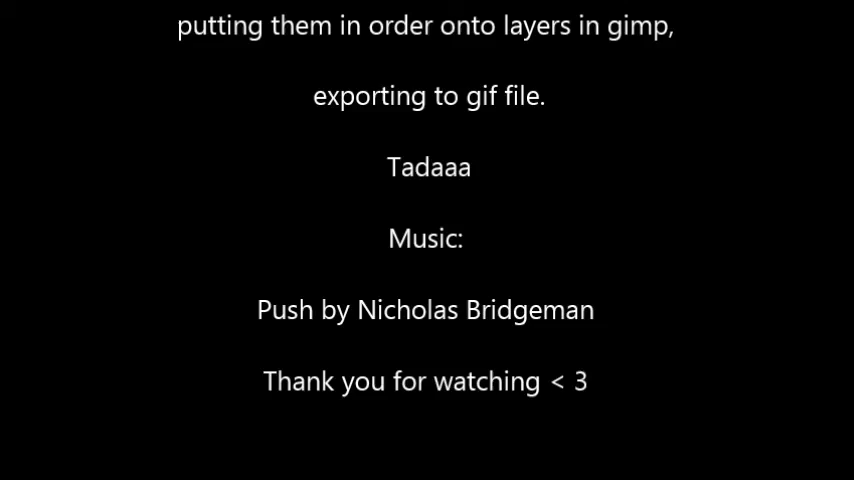 putting them in order onto layers in gimp,
exporting to gif file.
Tadaaa
Music:
Push by Nicholas Bridgeman
Thank you for watching < 3